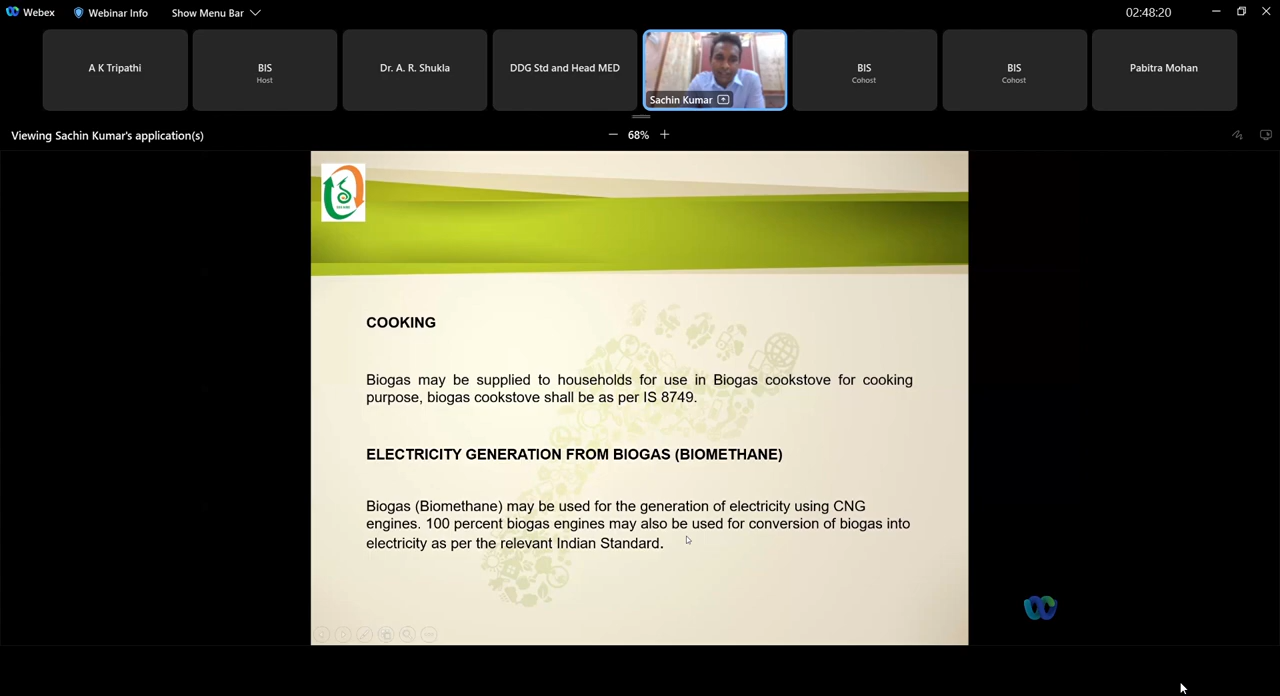 Webex
Webinar Info
Show Menu Bar
02:48:20
A K Tripathi
BIS
Host
Dr. A. R. Shukla
DDG Std and Head MED
Sachin Kumar
BIS
Cohost
BIS
Cohost
Pabitra Mohan
Viewing Sachin Kumar's application(s)
68%
COOKING
Biogas may be supplied to households for use in Biogas cookstove for cooking
purpose, biogas cookstove shall be as per IS 8749.
ELECTRICITY GENERATION FROM BIOGAS (BIOMETHANE)
Biogas (Biomethane) may be used for the generation of electricity using CNG
engines. 100 percent biogas engines may also be used for conversion of biogas into
electricity as per the relevant Indian Standard.